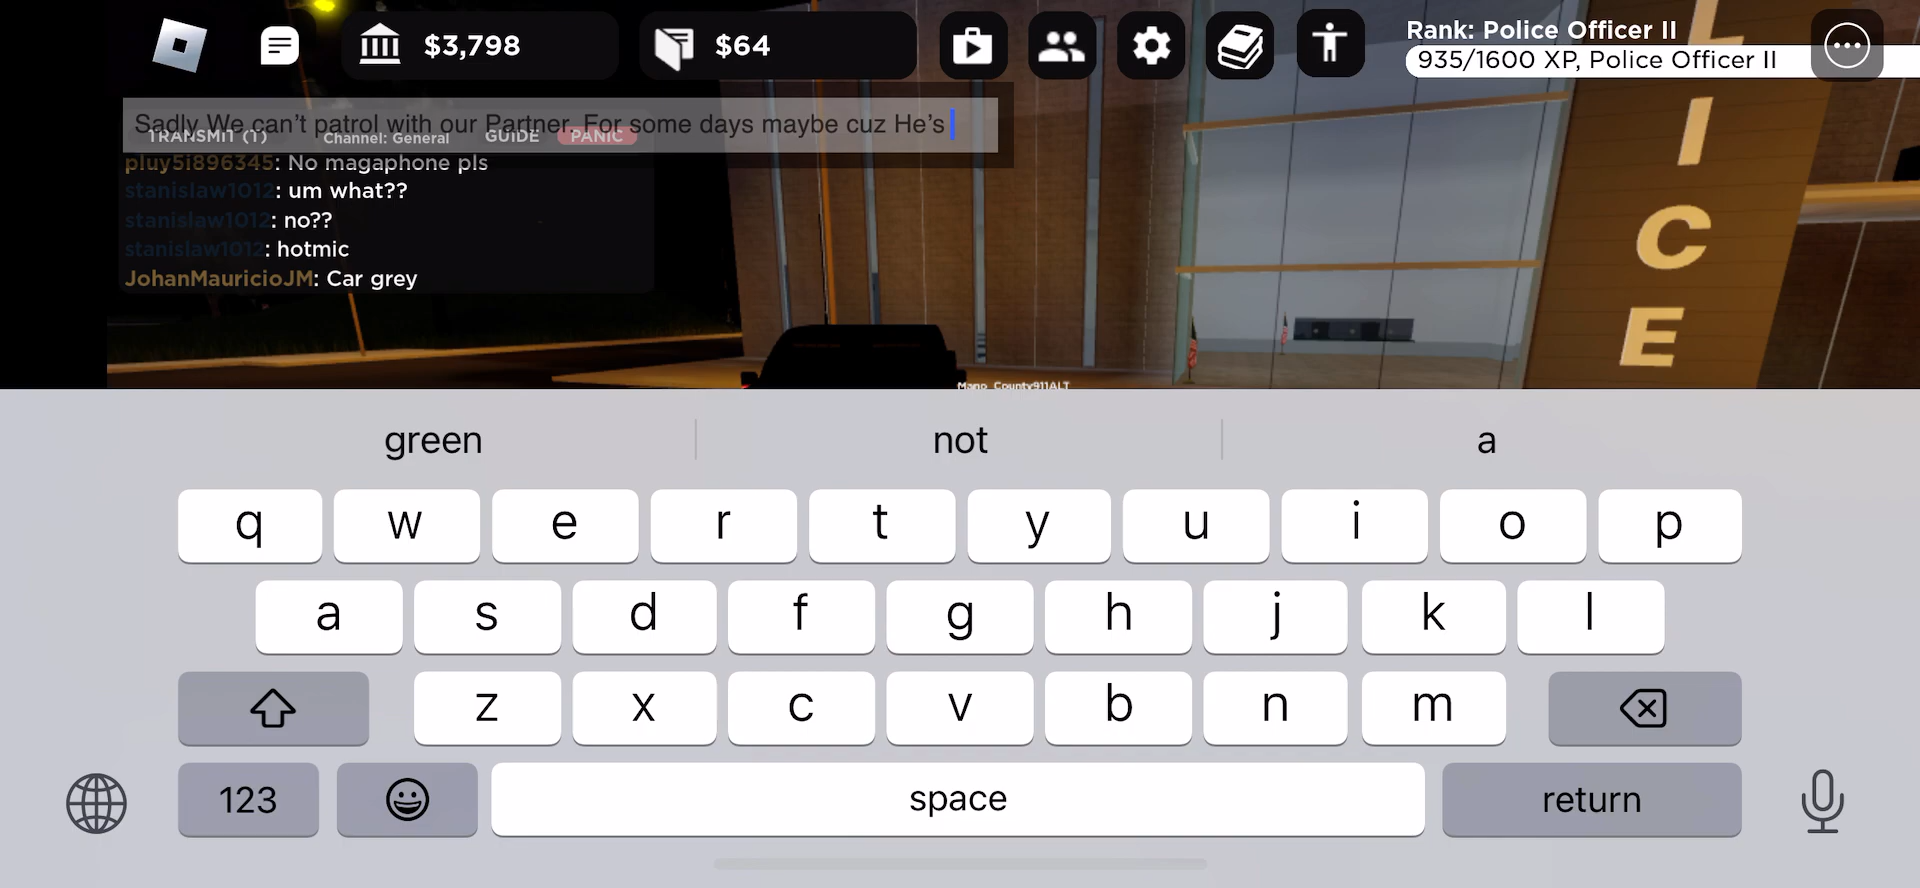 $3,798
$64
Rank: Police Officer II
935/1600 XP, Police Officer II
Sadly We can’t patrol with our Partner. For some days maybe cuz He’s
TRANSMIT (T) Channel: General GUIDE PANIC
pluy5i896345: No magaphone pls
stanislaw1012: um what??
stanislaw1012: no??
stanislaw1012: hotmic
JohanMauricioJM: Car grey
L
I
C
E
Mano_County911ALT
green not a
q w e r t y u i o p
a s d f g h j k l
z x c v b n m
123 space return